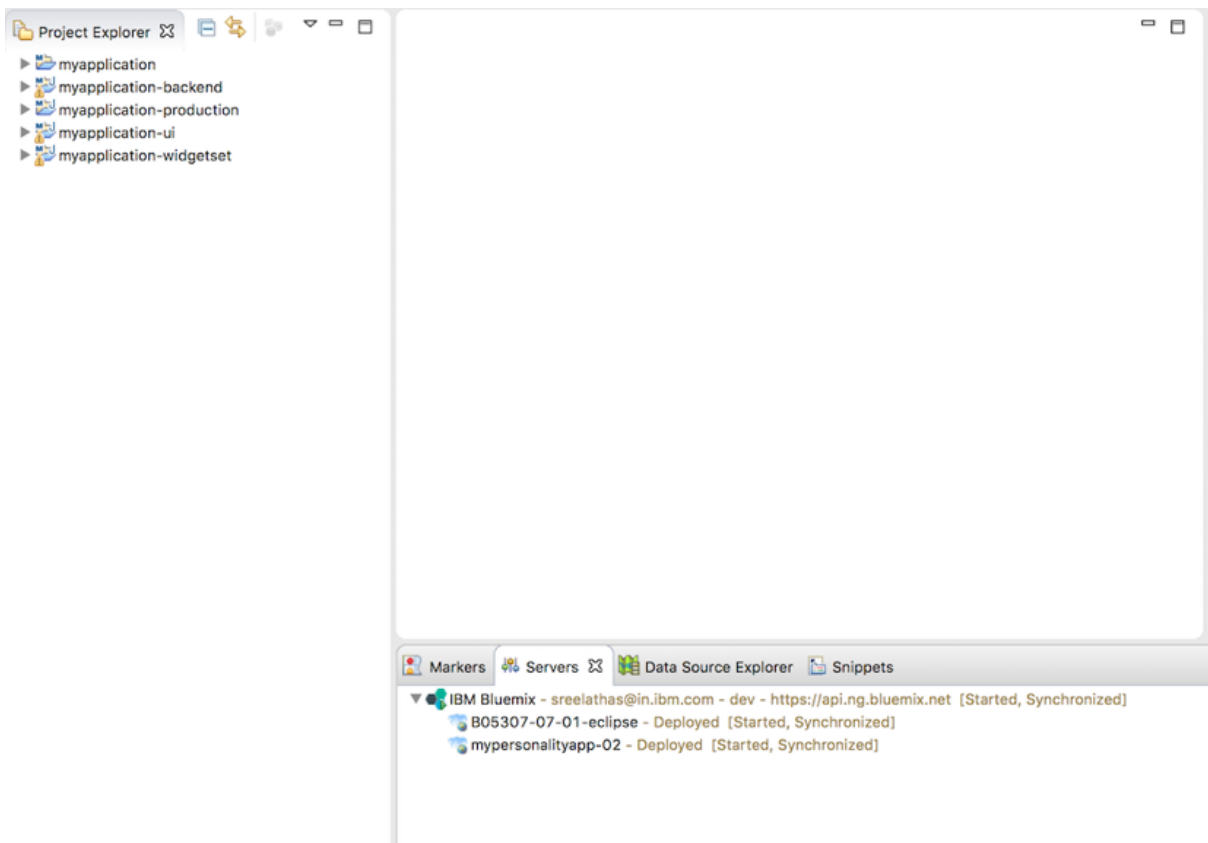 Project Explorer
myapplication
myapplication-backend
myapplication-production
myapplication-ui
myapplication-widgetset
Markers Servers Data Source Explorer Snippets
IBM Bluemix - sreelathas@in.ibm.com - dev - https://api.ng.bluemix.net [Started, Synchronized]
B05307-07-01-eclipse - Deployed [Started, Synchronized]
mypersonalityapp-02 - Deployed [Started, Synchronized]